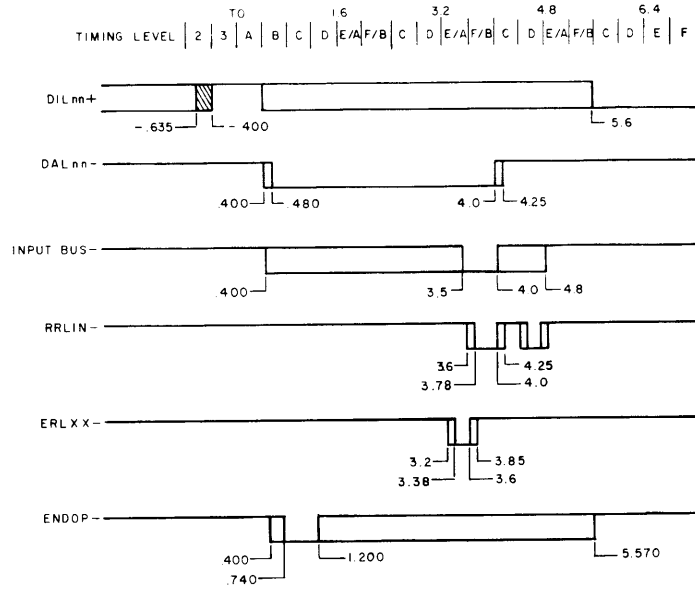 TO 1.6 3.2 4.8 6.4
TIMING LEVEL 2 3 A B C D E/A F/B C D E/A F/B C D E/A F/B C D E F
DILnn+
-.635 -.400 5.6
DALnn-
.400 .480 4.0 4.25
INPUT BUS-
.400 3.5 4.0 4.8
RRLIN-
3.6 4.25
3.78 4.0
ERLXX-
3.2 3.85
3.38 3.6
ENDOP-
.400 1.200 5.570
.740